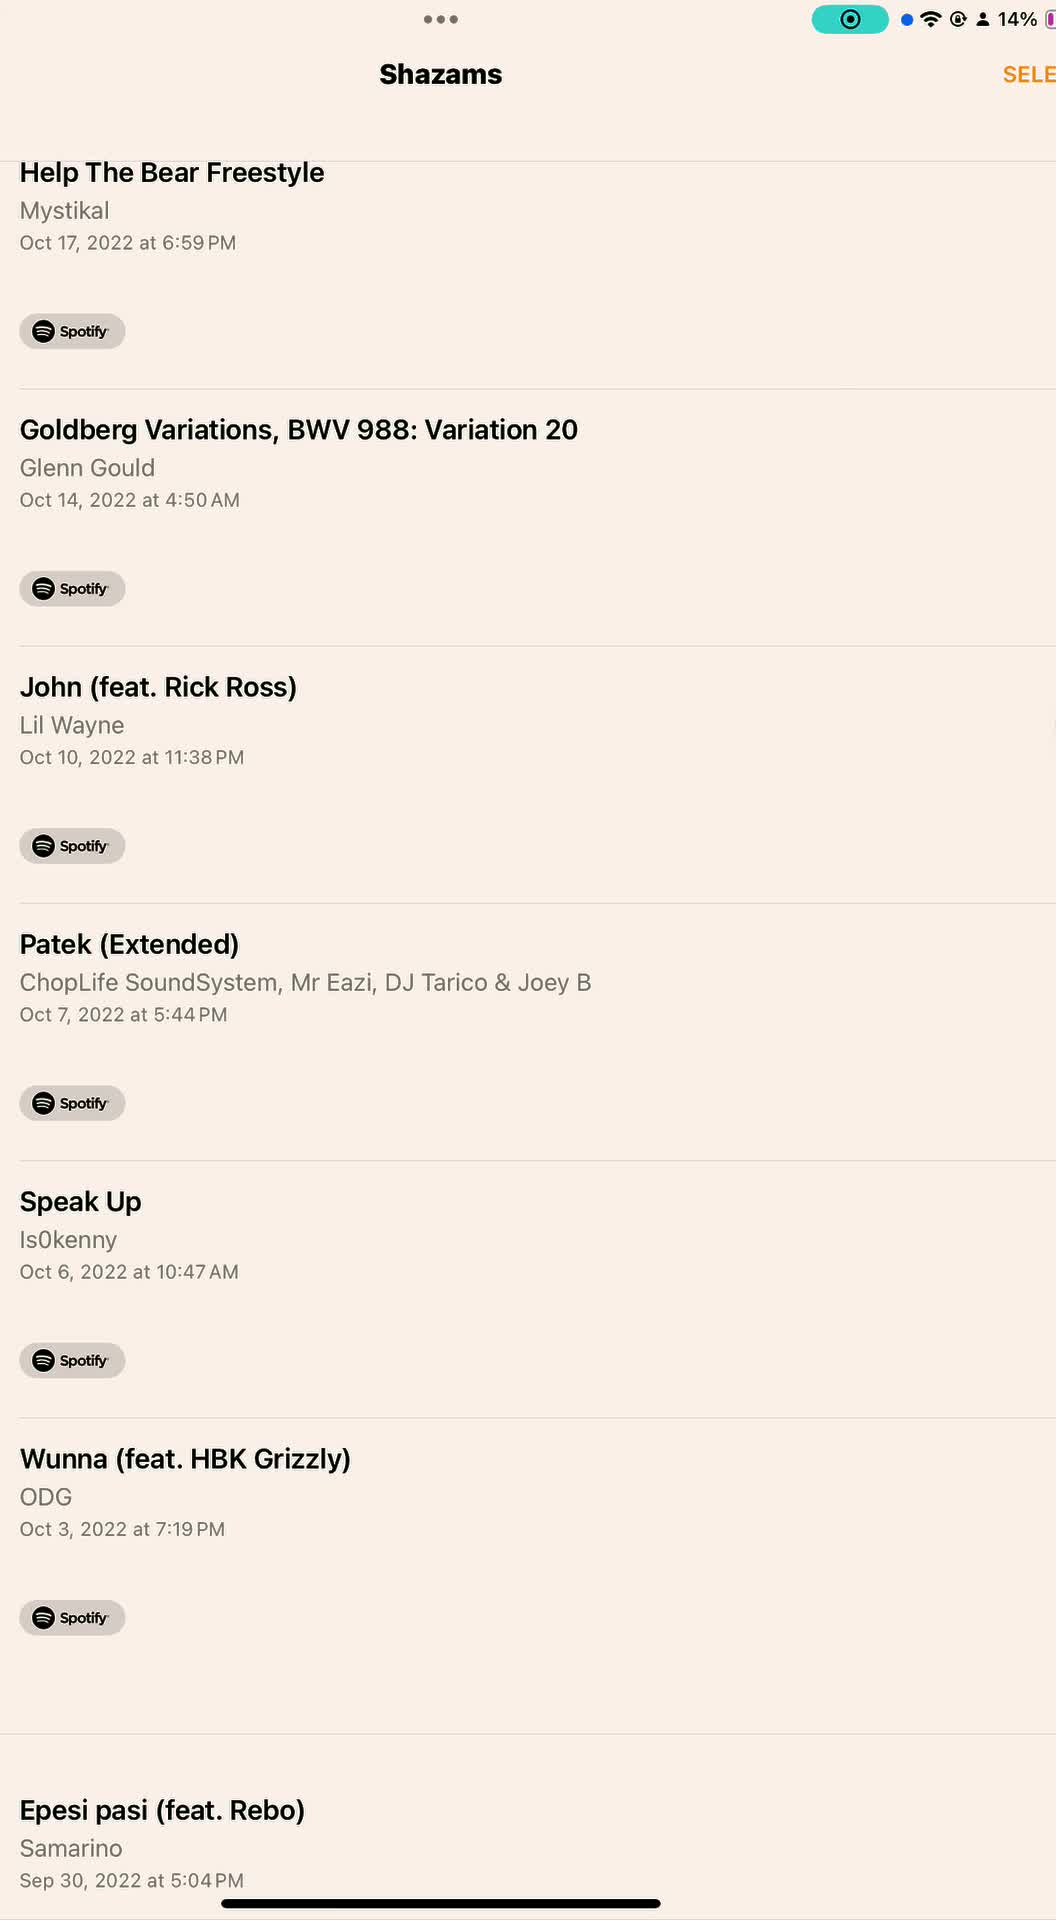 14%
Shazams
SELE
Help The Bear Freestyle
Mystikal
Oct 17, 2022 at 6:59 PM
Spotify
Goldberg Variations, BWV 988: Variation 20
Glenn Gould
Oct 14, 2022 at 4:50 AM
Spotify
John (feat. Rick Ross)
Lil Wayne
Oct 10, 2022 at 11:38 PM
Spotify
Patek (Extended)
ChopLife SoundSystem, Mr Eazi, DJ Tarico & Joey B
Oct 7, 2022 at 5:44 PM
Spotify
Speak Up
Is0kenny
Oct 6, 2022 at 10:47 AM
Spotify
Wunna (feat. HBK Grizzly)
ODG
Oct 3, 2022 at 7:19 PM
Spotify
Epesi pasi (feat. Rebo)
Samarino
Sep 30, 2022 at 5:04 PM